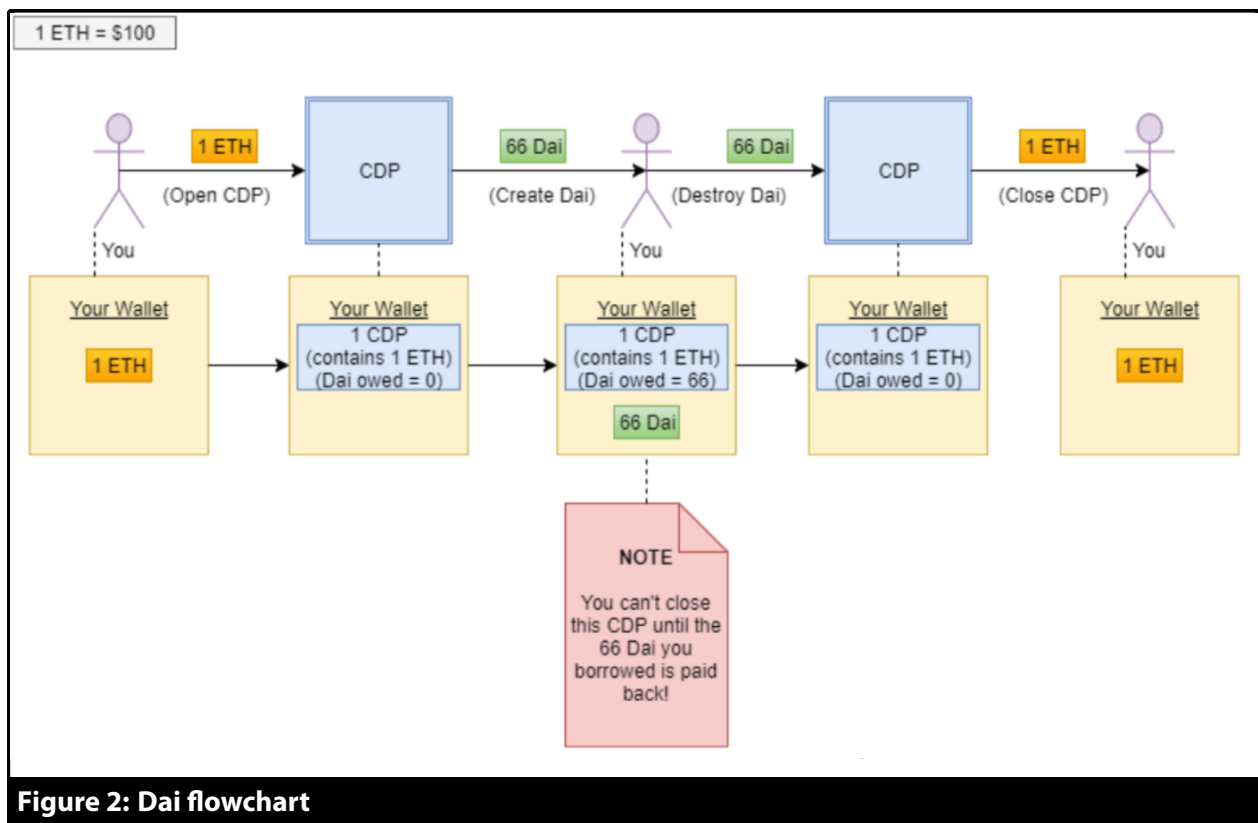 1 ETH = $100
1 ETH
(Open CDP)
CDP
66 Dai
(Create Dai)
66 Dai
(Destroy Dai)
CDP
1 ETH
(Close CDP)
You
You
You
Your Wallet
1 ETH
Your Wallet
1 CDP
(contains 1 ETH)
(Dai owed = 0)
Your Wallet
1 CDP
(contains 1 ETH)
(Dai owed = 66)
66 Dai
Your Wallet
1 CDP
(contains 1 ETH)
(Dai owed = 0)
Your Wallet
1 ETH
NOTE
You can't close
this CDP until the
66 Dai you
borrowed is paid
back!
Figure 2: Dai flowchart